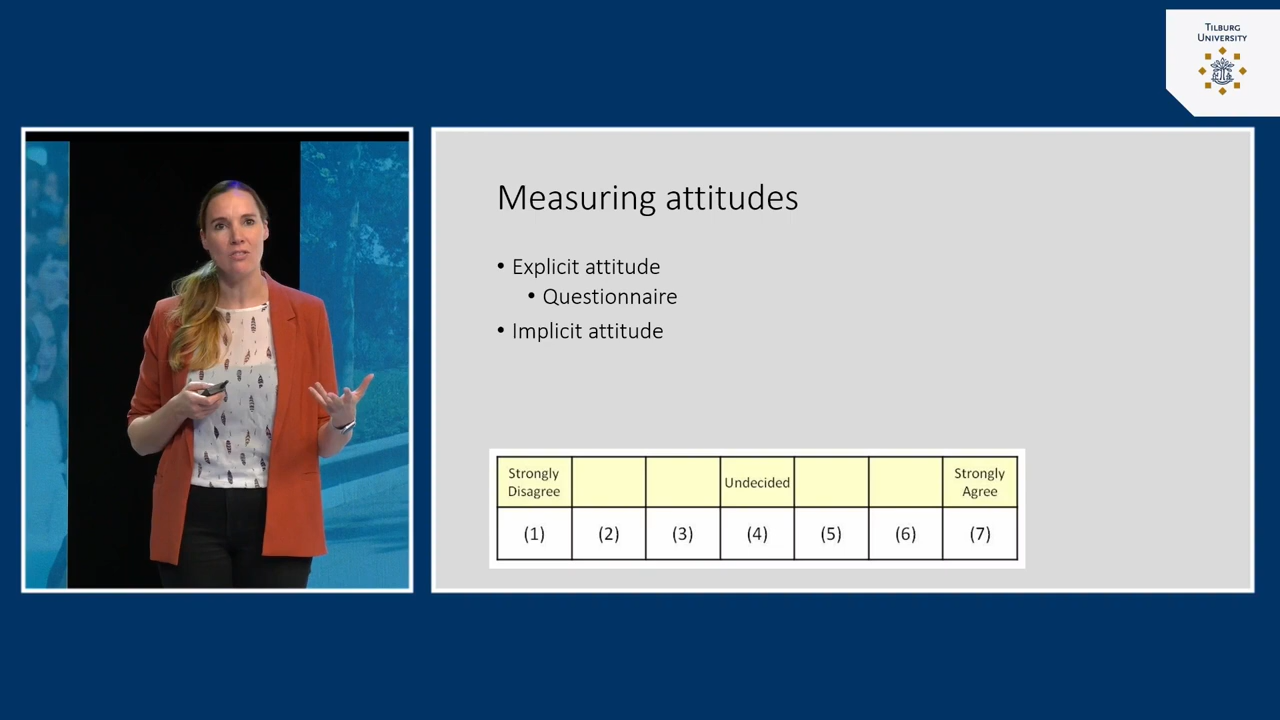 TILBURG
UNIVERSITY
Measuring attitudes
• Explicit attitude
• Questionnaire
• Implicit attitude
Strongly Disagree Undecided Strongly Agree
(1) (2) (3) (4) (5) (6) (7)